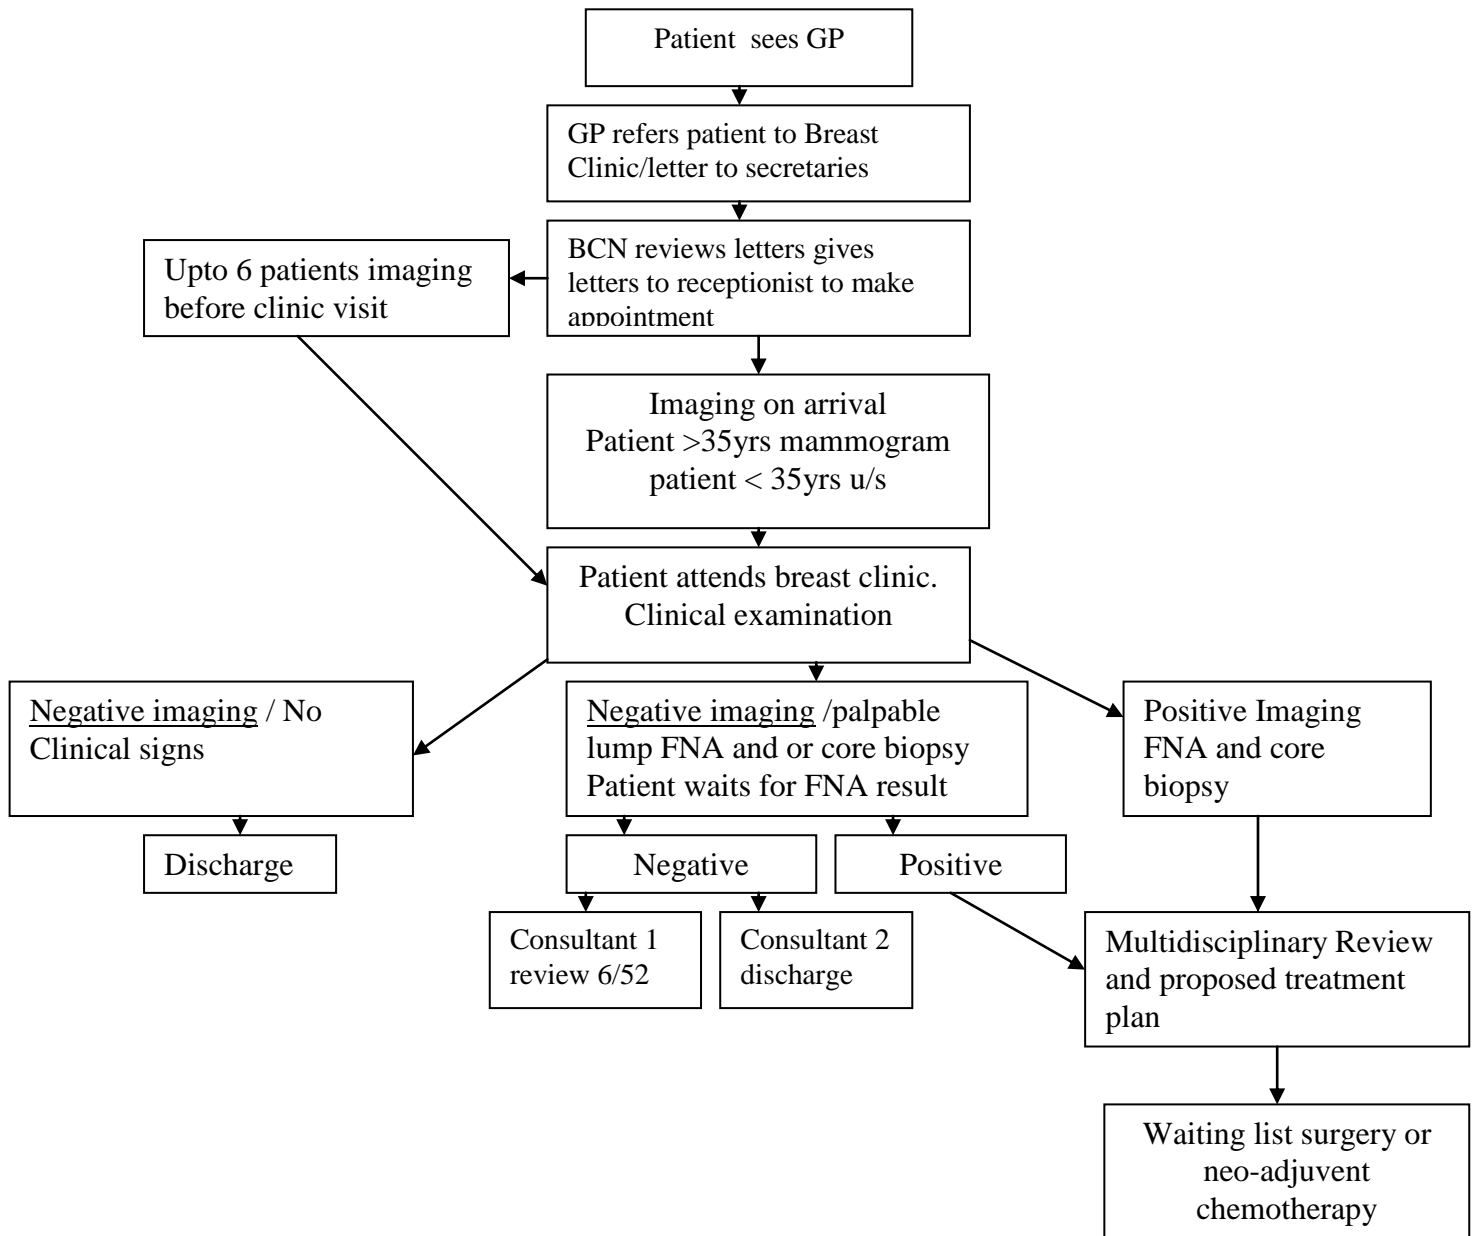 Patient  sees GP
GP refers patient to Breast
Clinic/letter to secretaries
BCN reviews letters gives
letters to receptionist to make
appointment
Upto 6 patients imaging
before clinic visit
Imaging on arrival
Patient >35yrs mammogram
patient < 35yrs u/s
Patient attends breast clinic.
Clinical examination
Negative imaging / No
Clinical signs
Negative imaging /palpable
lump FNA and or core biopsy
Patient waits for FNA result
Positive Imaging
FNA and core
biopsy
Discharge
Negative
Positive
Consultant 1
review 6/52
Consultant 2
discharge
Multidisciplinary Review
and proposed treatment
plan
Waiting list surgery or
neo-adjuvent
chemotherapy